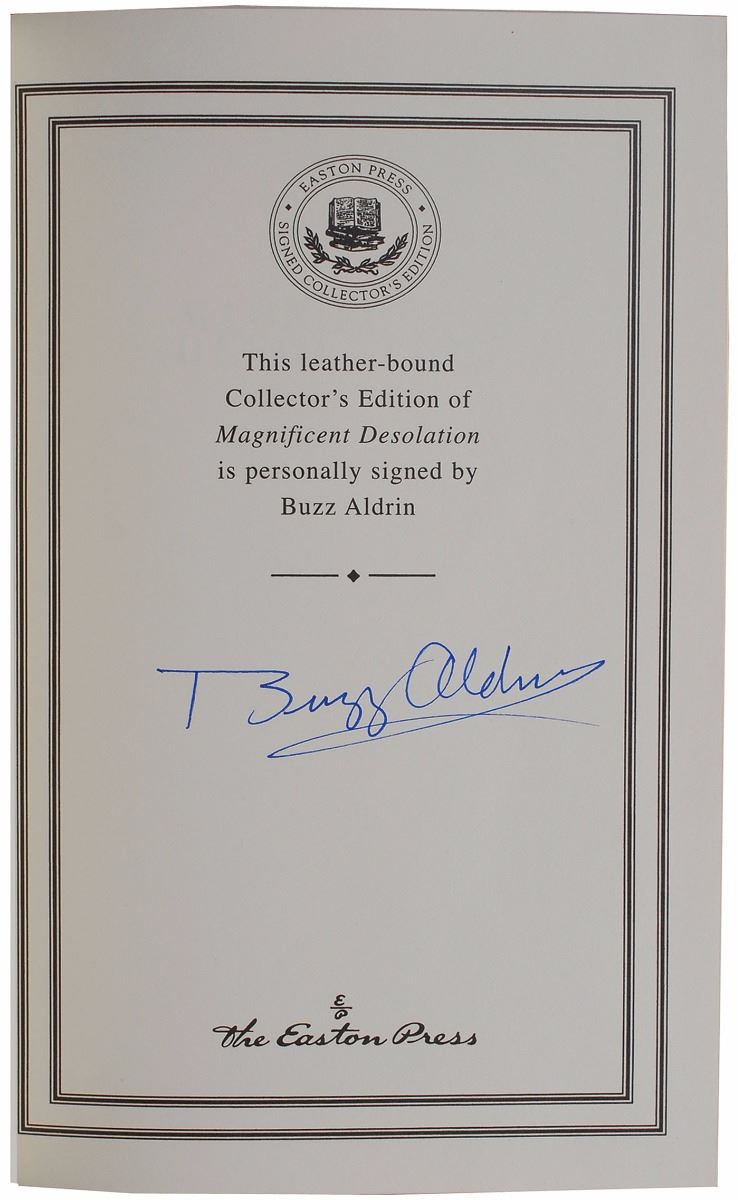 EASTON PRESS
SIGNED COLLECTOR'S EDITION
This leather-bound
Collector's Edition of
Magnificent Desolation
is personally signed by
Buzz Aldrin
Buzz Aldrin
E
P
The Easton Press